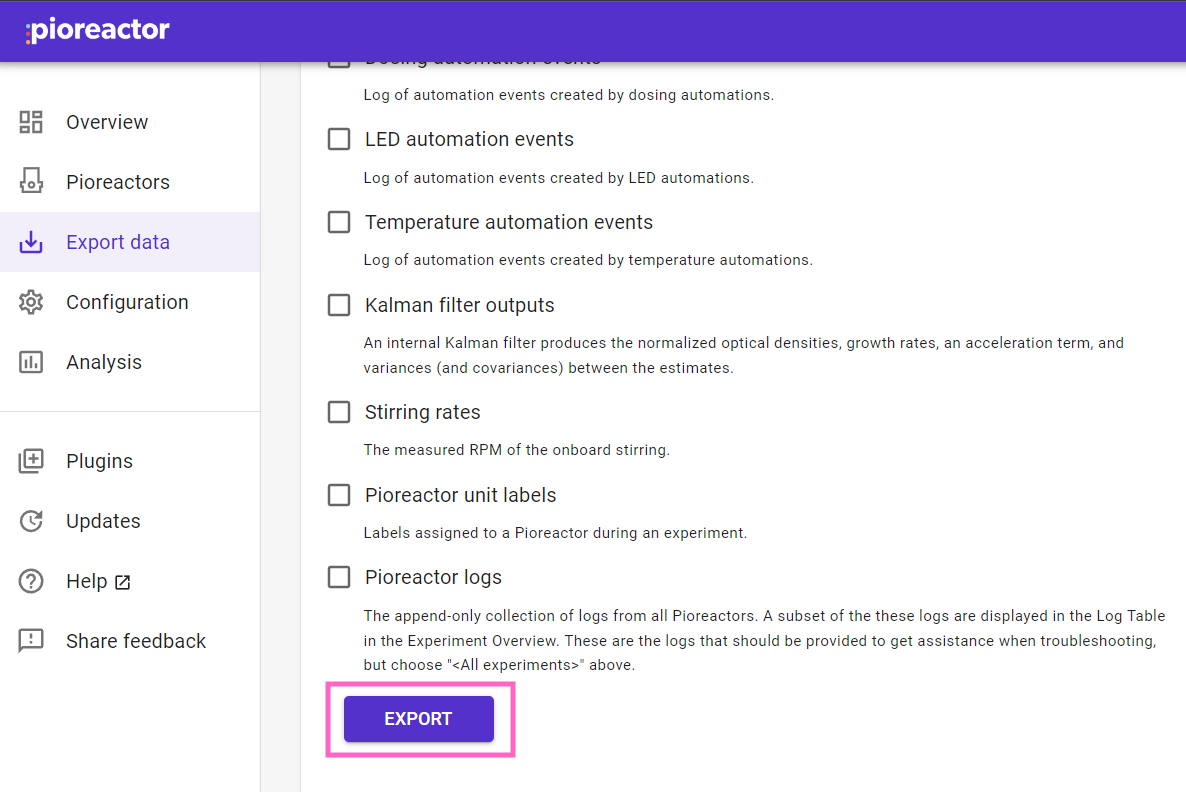 pioreactor
Overview
Pioreactors
Export data
Configuration
Analysis
Plugins
Updates
Help
Share feedback
Dosing automation events
Log of automation events created by dosing automations.
LED automation events
Log of automation events created by LED automations.
Temperature automation events
Log of automation events created by temperature automations.
Kalman filter outputs
An internal Kalman filter produces the normalized optical densities, growth rates, an acceleration term, and
variances (and covariances) between the estimates.
Stirring rates
The measured RPM of the onboard stirring.
Pioreactor unit labels
Labels assigned to a Pioreactor during an experiment.
Pioreactor logs
The append-only collection of logs from all Pioreactors. A subset of the these logs are displayed in the Log Table
in the Experiment Overview. These are the logs that should be provided to get assistance when troubleshooting,
but choose "<All experiments>" above.
EXPORT